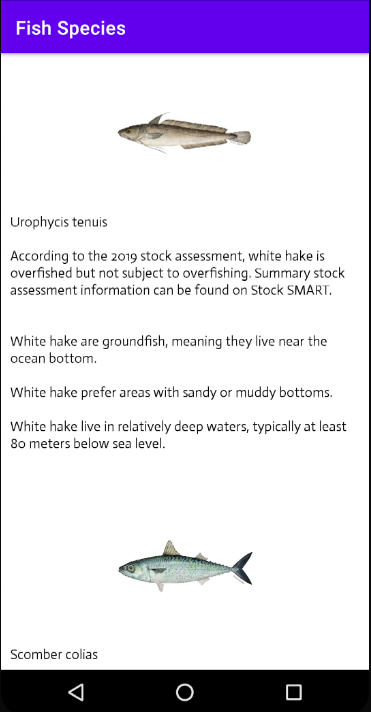 Fish Species
Urophycis tenuis
According to the 2019 stock assessment, white hake is
overfished but not subject to overfishing. Summary stock
assessment information can be found on Stock SMART.
White hake are groundfish, meaning they live near the
ocean bottom.
White hake prefer areas with sandy or muddy bottoms.
White hake live in relatively deep waters, typically at least
80 meters below sea level.
Scomber colias